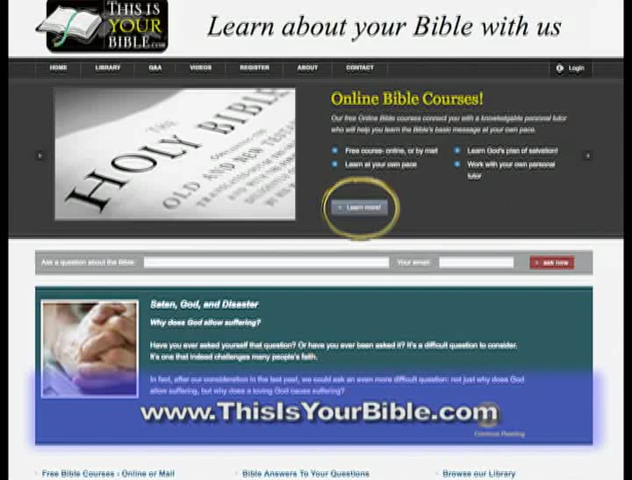 THIS IS
YOUR
BIBLE.com
Learn about your Bible with us
HOME LIBRARY Q&A VIDEOS REGISTER ABOUT CONTACT Login
HOLY BIBLE
THE
OLD AND NEW TESTAMENT
Online Bible Courses!
Our free Online Bible courses connect you with a knowledgable personal tutor
who will help you learn the Bible's basic message at your own pace.
Free course- online, or by mail
Learn God's plan of salvation!
Learn at your own pace
Work with your own personal
tutor
Learn more!
Ask a question about the Bible: Your email: ask now
Satan, God, and Disaster
Why does God allow suffering?
Have you ever asked yourself that question? Or have you ever been asked it? It's a difficult question to consider.
It's one that indeed challenges many people's faith.
In fact, after our consideration in the last post, we could ask an even more difficult question: not just why does God
allow suffering, but why does a loving God cause suffering?
www.ThisIsYourBible.com
Continue Reading
Free Bible Courses - Online or Mail Bible Answers To Your Questions Browse our Library